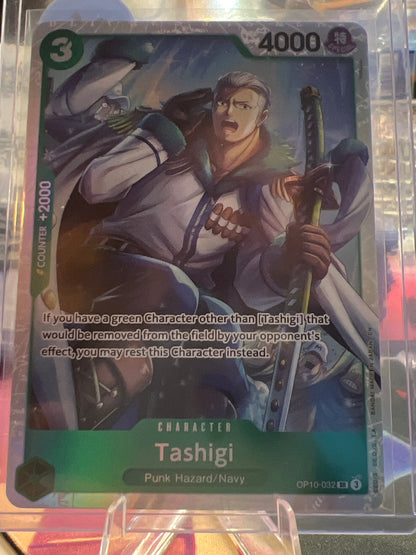 3
4000
COUNTER +2000
If you have a green Character other than [Tashigi] that
would be removed from the field by your opponent's
effect, you may rest this Character instead.
CHARACTER
Tashigi
Punk Hazard/Navy
OP10-032 3